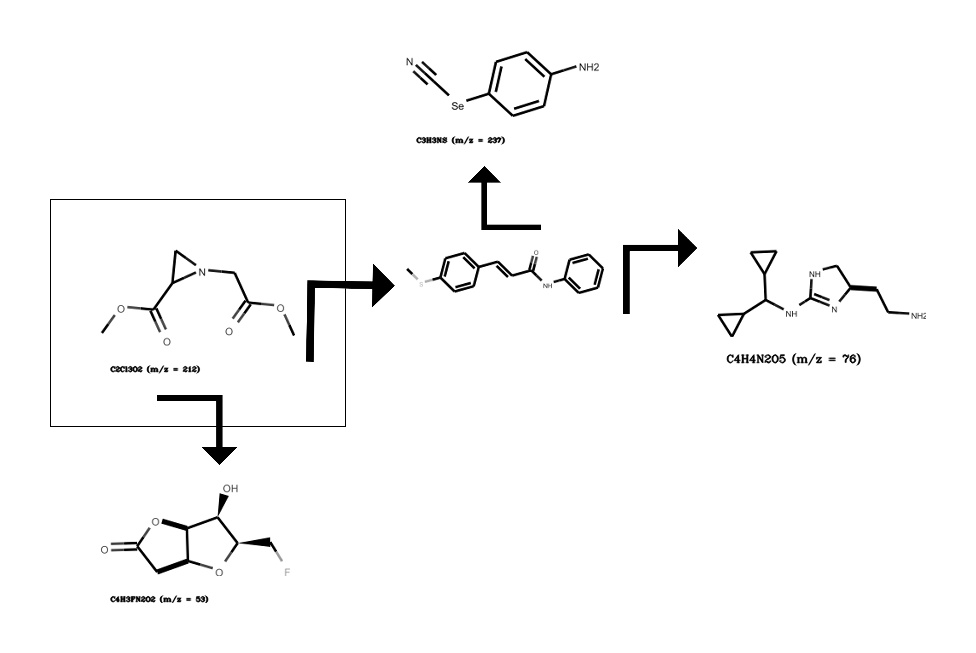 N
Se
NH2
C3H3NS (m/z = 237)
O
S
NH
NH
N
NH
NH2
C4H4N2O5 (m/z = 76)
N
O
O
O
O
C2Cl3O2 (m/z = 212)
OH
O
O
O
F
C4H3FN2O2 (m/z = 53)